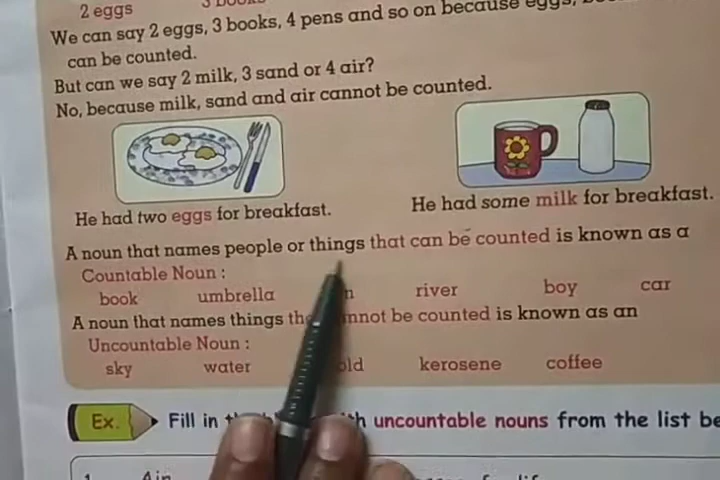 2 eggs 3 books
We can say 2 eggs, 3 books, 4 pens and so on because eggs,
can be counted.
But can we say 2 milk, 3 sand or 4 air?
No, because milk, sand and air cannot be counted.
He had two eggs for breakfast. He had some milk for breakfast.
A noun that names people or things that can be counted is known as a
Countable Noun :
book umbrella river boy car
A noun that names things cannot be counted is known as an
Uncountable Noun :
sky water kerosene coffee
Ex. Fill in uncountable nouns from the list
1. Air